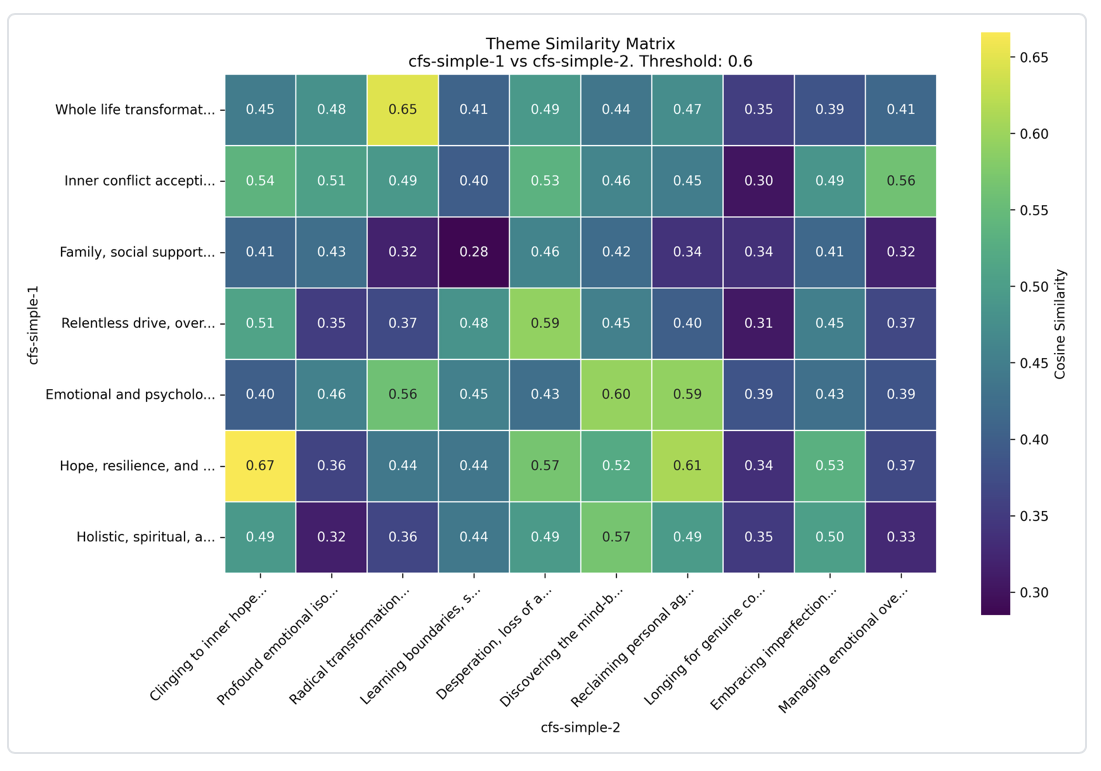 Theme Similarity Matrix
cfs-simple-1 vs cfs-simple-2. Threshold: 0.6
Whole life transformat... 0.45 0.48 0.65 0.41 0.49 0.44 0.47 0.35 0.39 0.41
Inner conflict accepti... 0.54 0.51 0.49 0.40 0.53 0.46 0.45 0.30 0.49 0.56
Family, social support... 0.41 0.43 0.32 0.28 0.46 0.42 0.34 0.34 0.41 0.32
Relentless drive, over... 0.51 0.35 0.37 0.48 0.59 0.45 0.40 0.31 0.45 0.37
Emotional and psycholo... 0.40 0.46 0.56 0.45 0.43 0.60 0.59 0.39 0.43 0.39
Hope, resilience, and ... 0.67 0.36 0.44 0.44 0.57 0.52 0.61 0.34 0.53 0.37
Holistic, spiritual, a... 0.49 0.32 0.36 0.44 0.49 0.57 0.49 0.35 0.50 0.33
cfs-simple-1
Clinging to inner hope...
Profound emotional iso...
Radical transformation...
Learning boundaries, s...
Desperation, loss of a...
Discovering the mind-b...
Reclaiming personal ag...
Longing for genuine co...
Embracing imperfection...
Managing emotional ove...
cfs-simple-2
0.65
0.60
0.55
0.50
0.45
0.40
0.35
0.30
Cosine Similarity